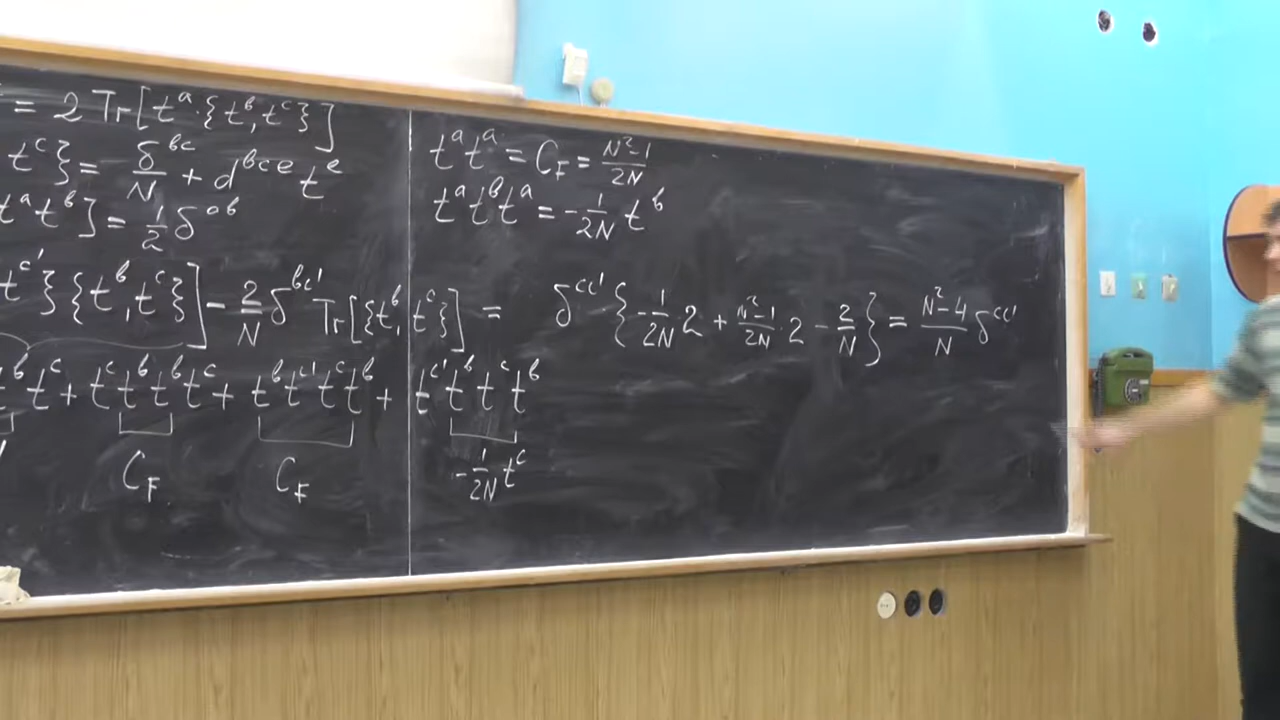 = 2 Tr[t^a · {t^b, t^c}]
t^c} = δ^{bc}/N + d^{bce} t^e
t^a t^b] = 1/2 δ^{ab}
t^{c'}}{t^b, t^c}] - 2/N δ^{bc'} Tr[{t^b, t^c}] =
t^b t^c + t^c t^b t^b t^c + t^b t^{c'} t^c t^b + t^{c'} t^b t^c t^b
C_F C_F -1/2N t^c
t^a t^a = C_F = N²-1/2N
t^a t^b t^a = -1/2N t^b
δ^{cc'} · {-1/2N · 2 + N²-1/2N · 2 - 2/N} = N²-4/N δ^{cc'}